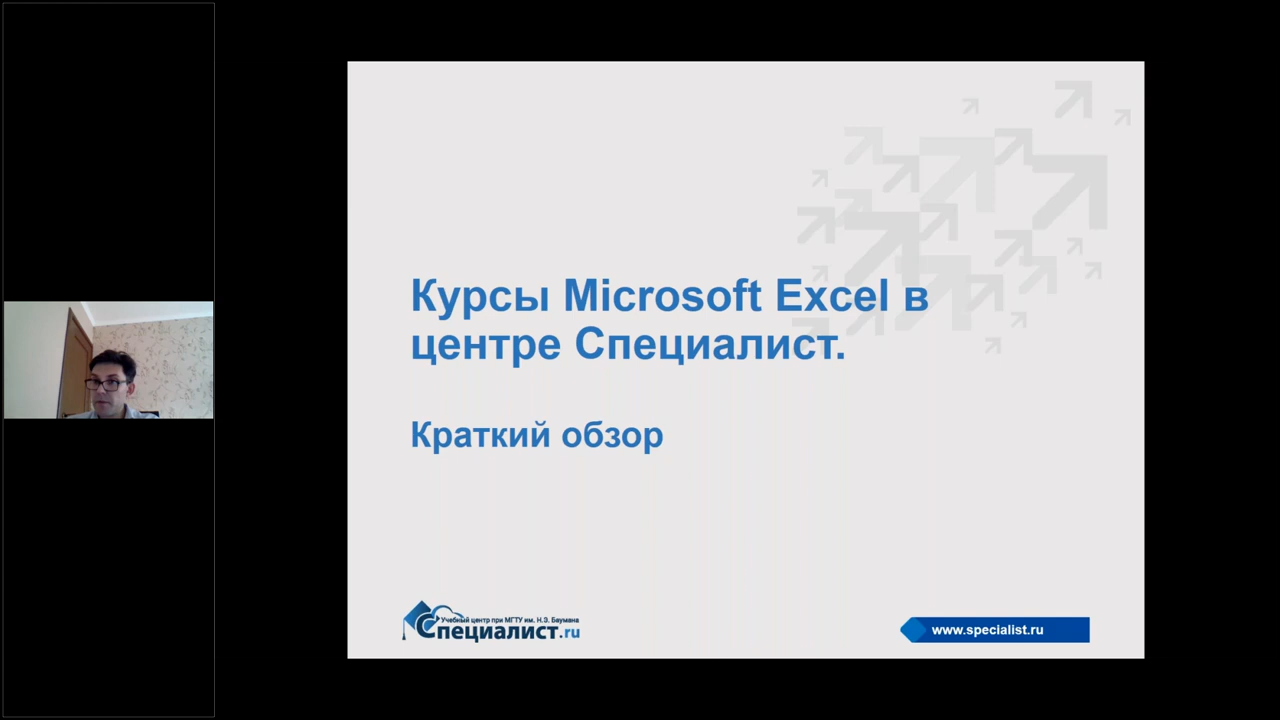 Курсы Microsoft Excel в
центре Специалист.
Краткий обзор
Учебный центр при МГТУ им. Н.Э. Баумана
Специалист.ru
www.specialist.ru